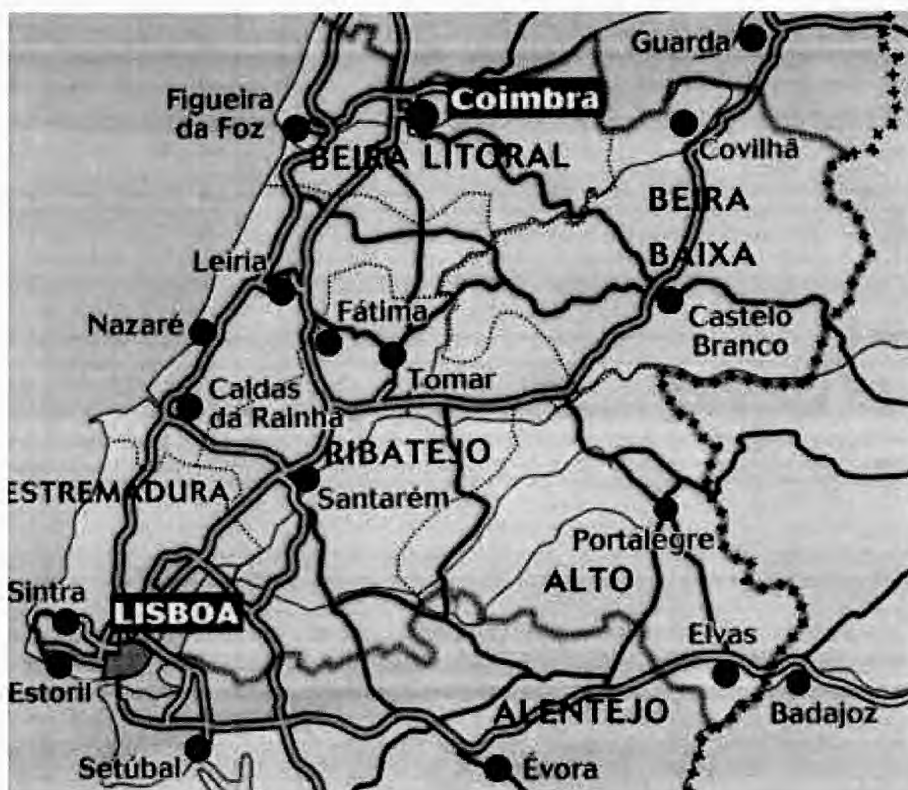 Guarda
Figueira
da Foz
Coimbra
Covilhã
BEIRA LITORAL
BEIRA
BAIXA
Leiria
Nazaré
Fátima
Castelo
Branco
Tomar
Caldas
da Rainha
RIBATEJO
ESTREMADURA
Santarém
Portalegre
ALTO
Sintra
LISBOA
Elvas
Estoril
ALENTEJO
Badajoz
Setúbal
Évora